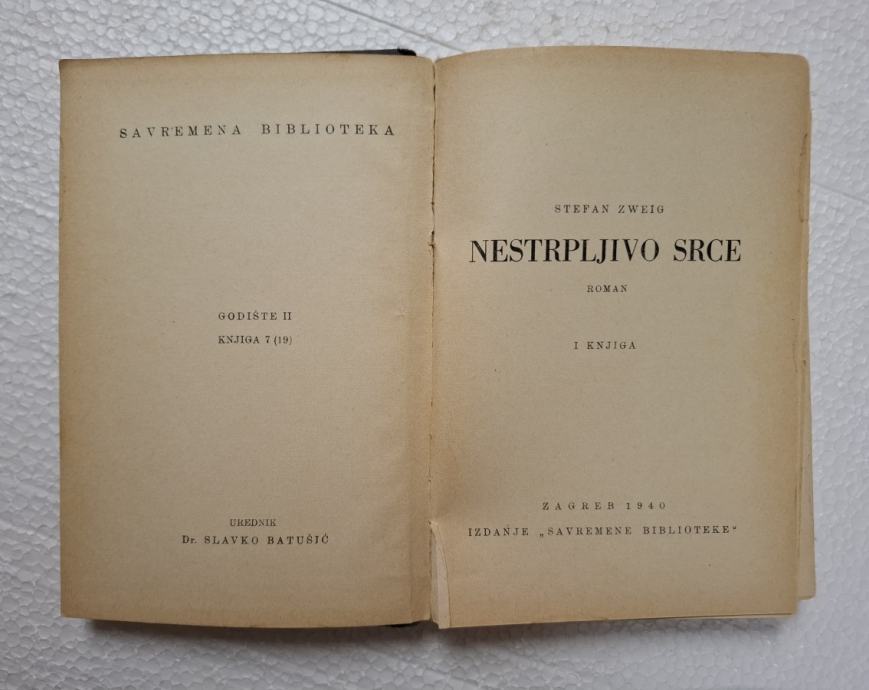 SAVREMENA BIBLIOTEKA
GODIŠTE II
KNJIGA 7 (19)
UREDNIK
Dr. SLAVKO BATUŠIĆ
STEFAN ZWEIG
NESTRPLJIVO SRCE
ROMAN
I KNJIGA
ZAGREB 1940
IZDANJE „SAVREMENE BIBLIOTEKE“